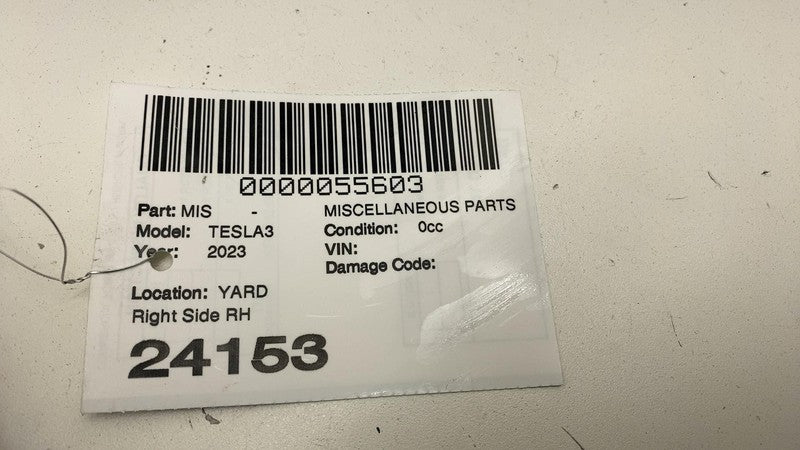 0000055603
Part: MIS - MISCELLANEOUS PARTS
Model: TESLA3 Condition: 0cc
Year: 2023 VIN:
Damage Code:
Location: YARD
Right Side RH
24153